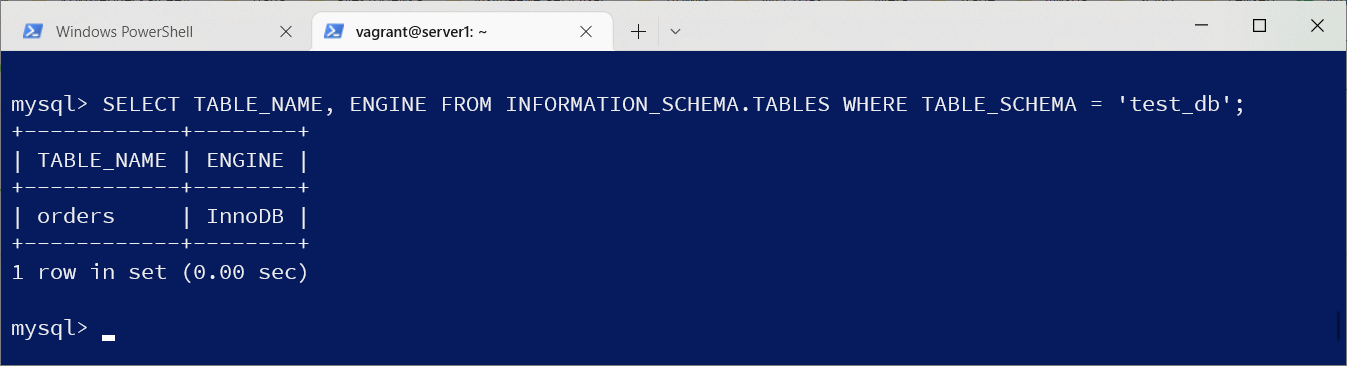 Windows PowerShell
vagrant@server1: ~
mysql> SELECT TABLE_NAME, ENGINE FROM INFORMATION_SCHEMA.TABLES WHERE TABLE_SCHEMA = 'test_db';
+------------+--------+
| TABLE_NAME | ENGINE |
+------------+--------+
| orders     | InnoDB |
+------------+--------+
1 row in set (0.00 sec)
mysql>